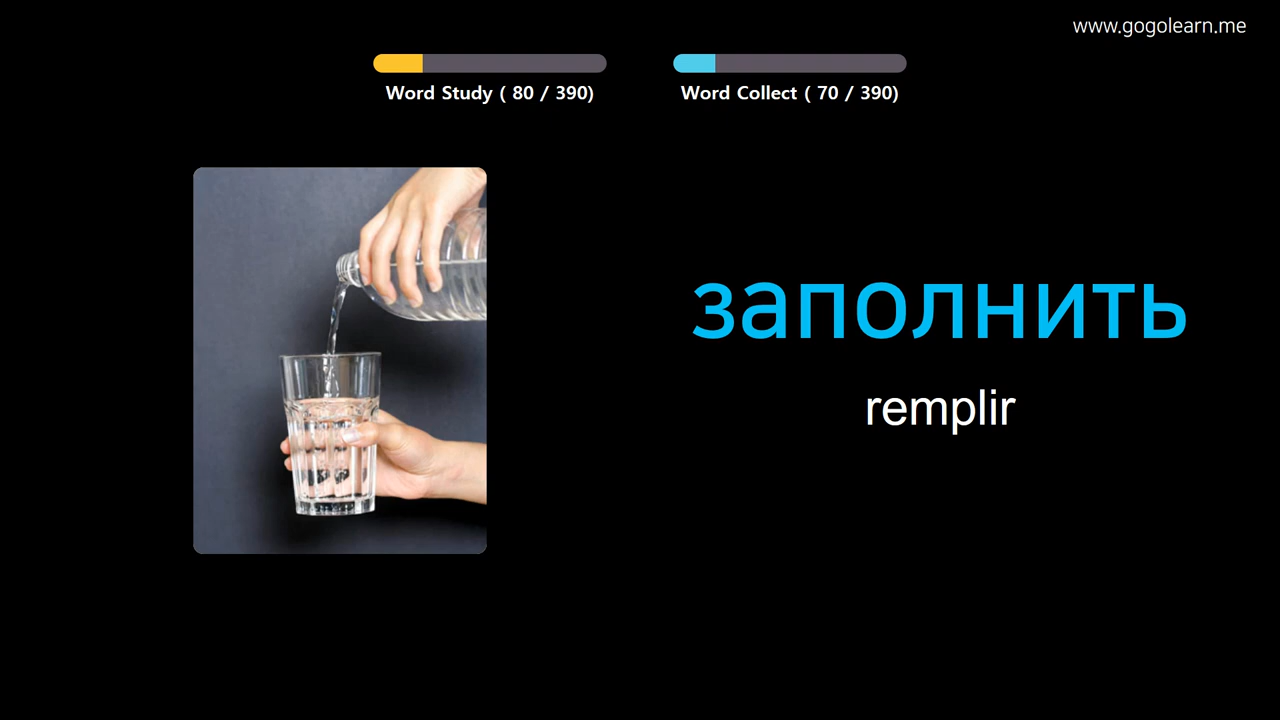 www.gogolearn.me
Word Study ( 80 / 390)
Word Collect ( 70 / 390)
заполнить
remplir